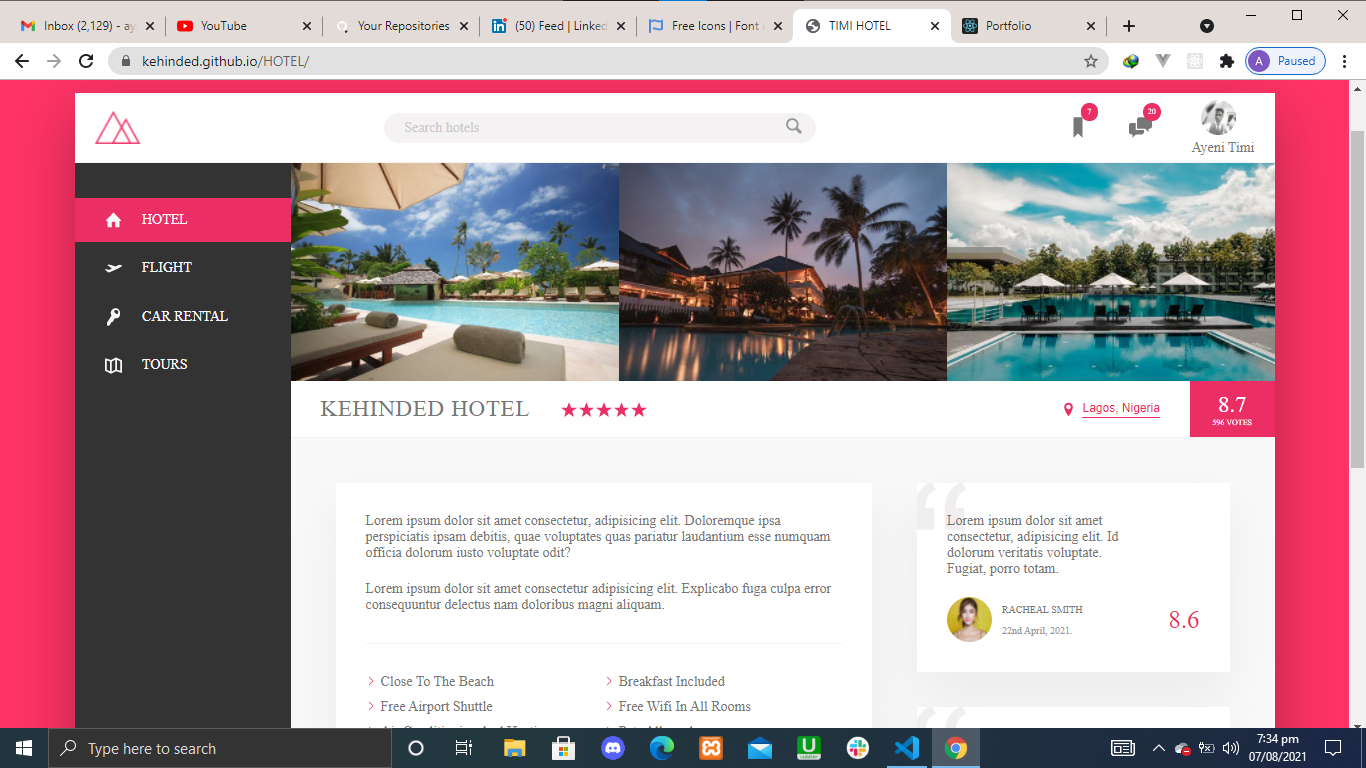 Inbox (2,129) - ay
YouTube
Your Repositories
(50) Feed | Linked
Free Icons | Font A
TIMI HOTEL
Portfolio
kehinded.github.io/HOTEL/
A
Paused
Search hotels
7
20
Ayeni Timi
HOTEL
FLIGHT
CAR RENTAL
TOURS
KEHINDED HOTEL
Lagos, Nigeria
8.7
596 VOTES
Lorem ipsum dolor sit amet consectetur, adipisicing elit. Doloremque ipsa
perspiciatis ipsam debitis, quae voluptates quas pariatur laudantium esse numquam
officia dolorum iusto voluptate odit?
Lorem ipsum dolor sit amet consectetur adipisicing elit. Explicabo fuga culpa error
consequuntur delectus nam doloribus magni aliquam.
Close To The Beach
Breakfast Included
Free Airport Shuttle
Free Wifi In All Rooms
“
Lorem ipsum dolor sit amet
consectetur, adipisicing elit. Id
dolorum veritatis voluptate.
Fugiat, porro totam.
RACHEAL SMITH
22nd April, 2021.
8.6
Type here to search
7:34 pm
07/08/2021